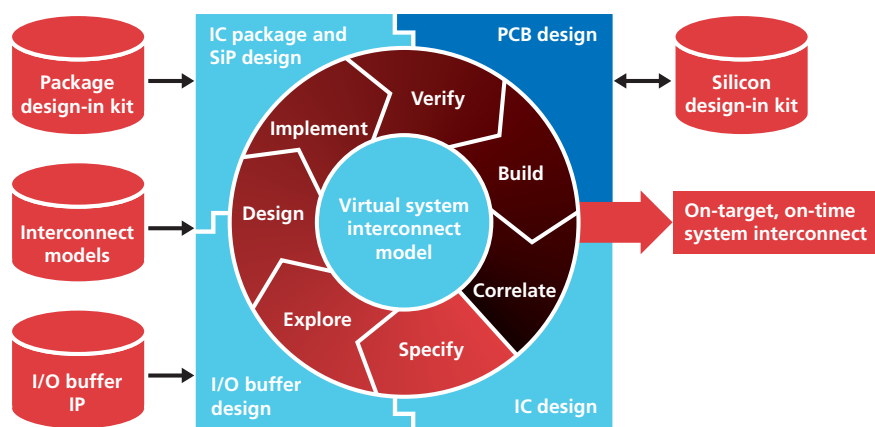 IC package and
SiP design
PCB design
Package
design-in kit
Silicon
design-in kit
Verify
Implement
Build
Design
Virtual system
interconnect
model
Interconnect
models
On-target, on-time
system interconnect
Correlate
Explore
Specify
I/O buffer
IP
I/O buffer
design
IC design